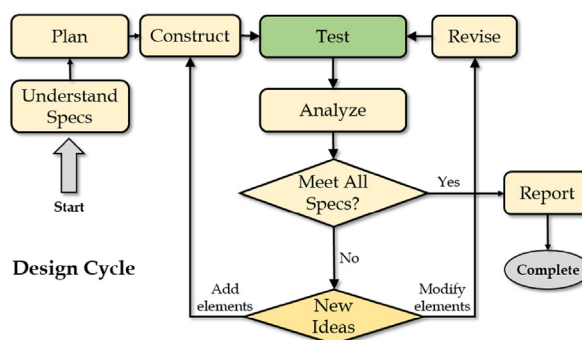 Plan
Construct
Test
Revise
Understand
Specs
Analyze
Start
Meet All
Specs?
Yes
Report
No
Complete
Design Cycle
Add
elements
New
Ideas
Modify
elements